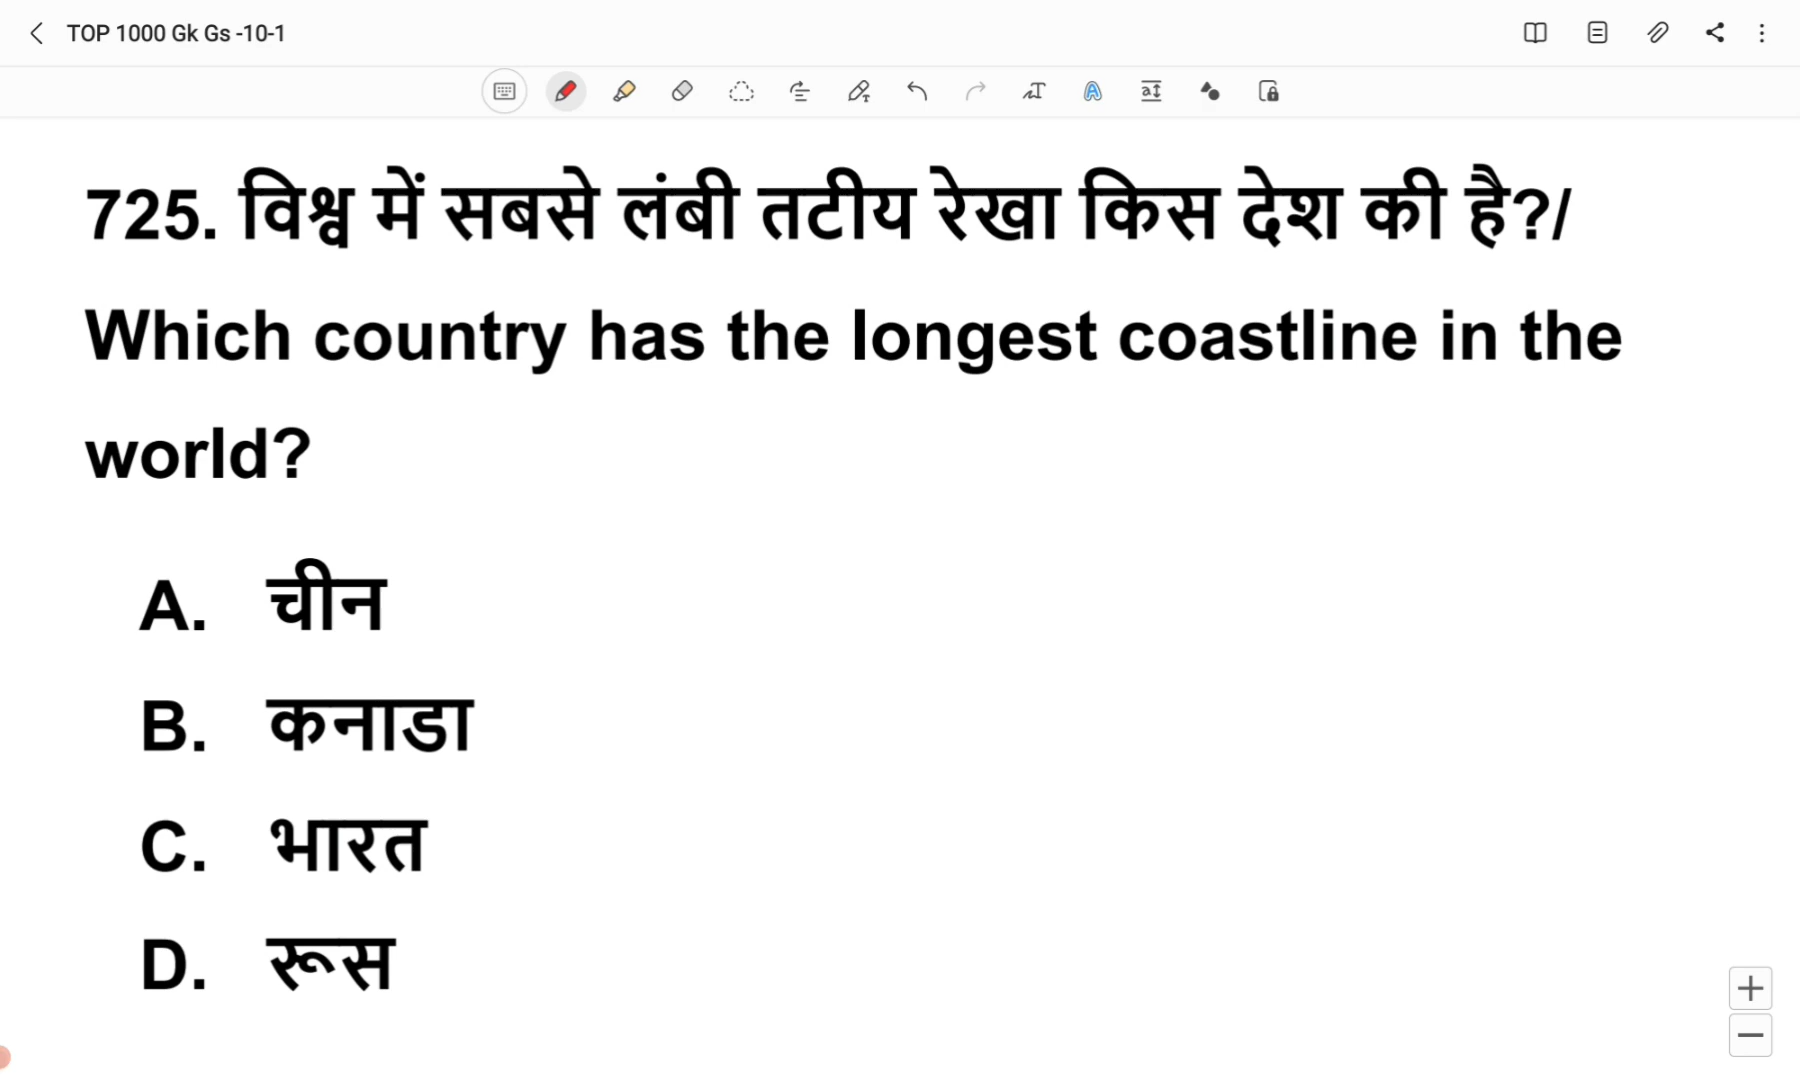 TOP 1000 Gk Gs -10-1
725. विश्व में सबसे लंबी तटीय रेखा किस देश की है?/
Which country has the longest coastline in the
world?
A. चीन
B. कनाडा
C. भारत
D. रूस